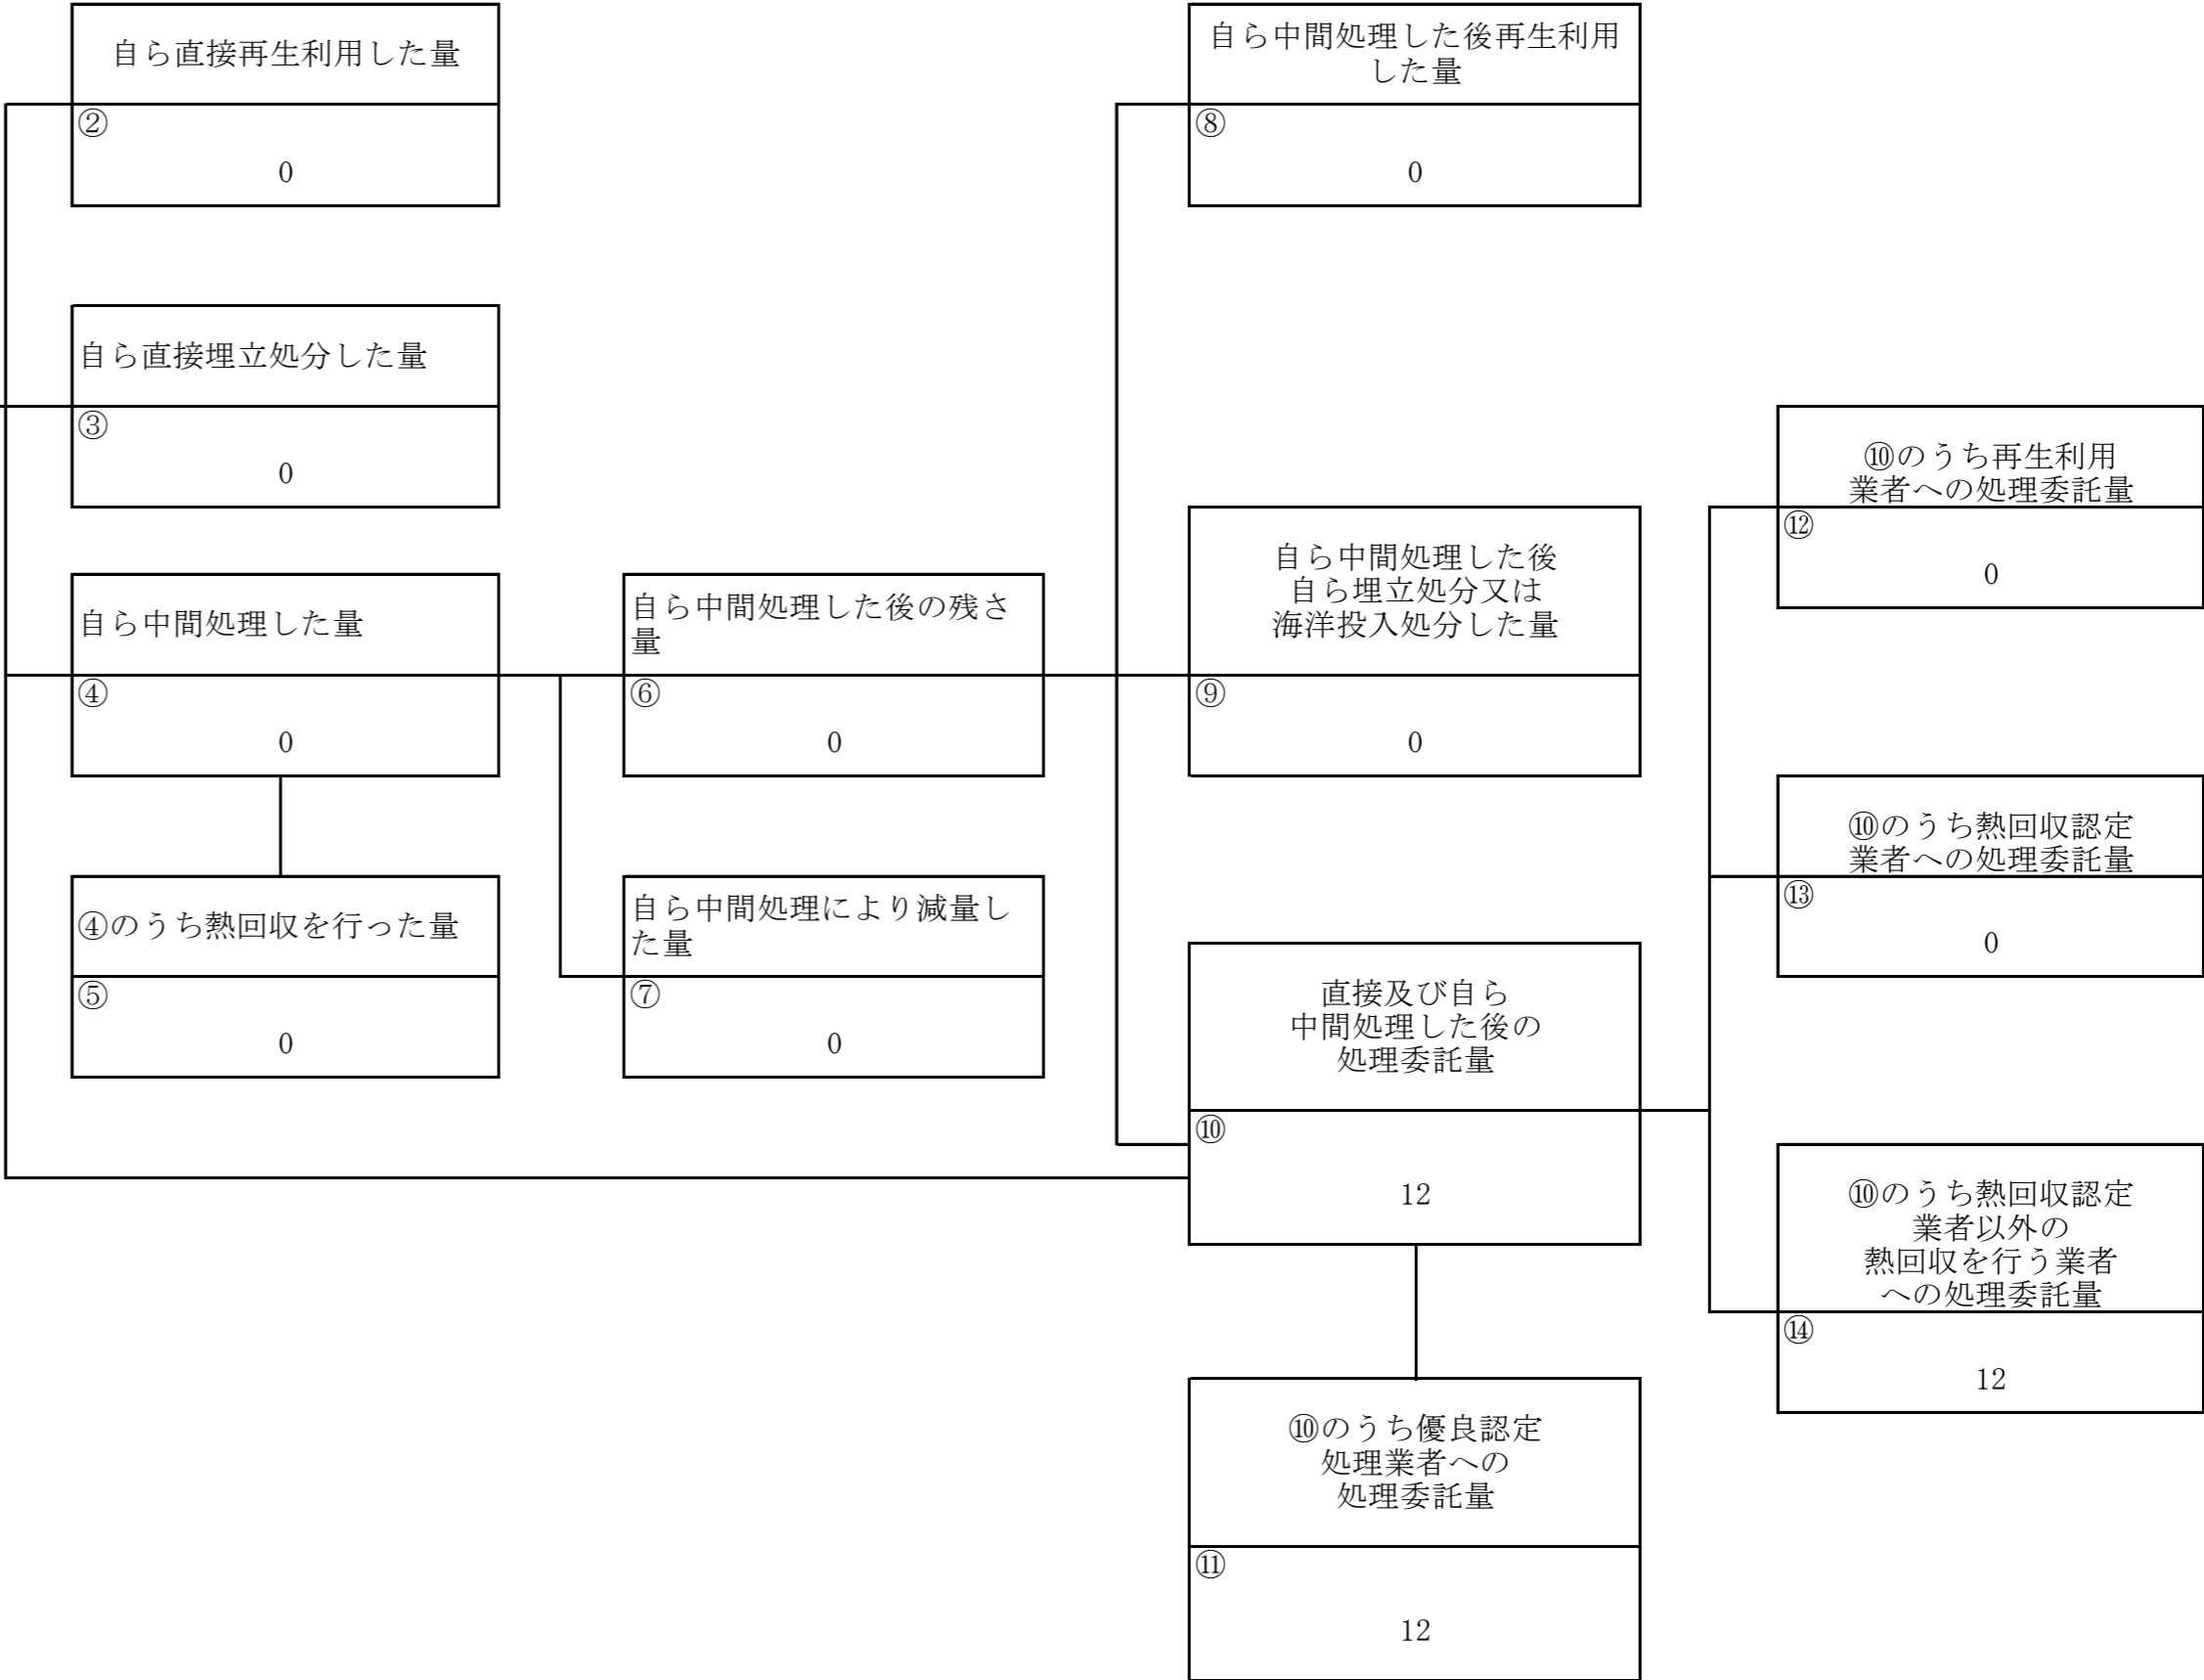 自ら直接再生利用した量
②
0
自ら直接埋立処分した量
③
0
自ら中間処理した量
④
0
④のうち熱回収を行った量
⑤
0
自ら中間処理した後の残さ
量
⑥
0
自ら中間処理により減量し
た量
⑦
0
自ら中間処理した後再生利用
した量
⑧
0
自ら中間処理した後
自ら埋立処分又は
海洋投入処分した量
⑨
0
直接及び自ら
中間処理した後の
処理委託量
⑩
12
⑩のうち優良認定
処理業者への
処理委託量
⑪
12
⑩のうち再生利用
業者への処理委託量
⑫
0
⑩のうち熱回収認定
業者への処理委託量
⑬
0
⑩のうち熱回収認定
業者以外の
熱回収を行う業者
への処理委託量
⑭
12